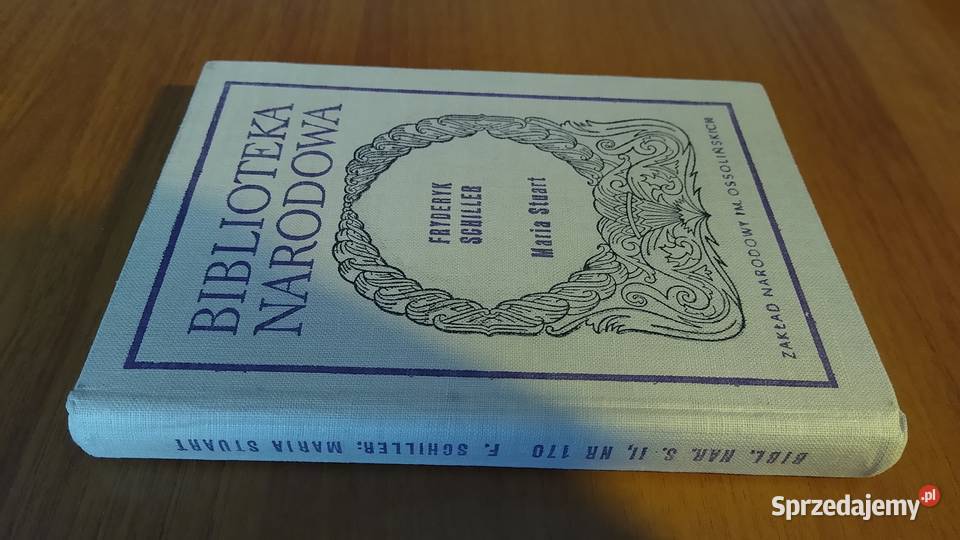 BIBLIOTEKA
NARODOWA
FRYDERYK
SCHILLER
Maria Stuart
ZAKŁAD NARODOWY IM. OSSOLIŃSKICH
BIBL. NAR. S. II, NR 170 F. SCHILLER: MARIA STUART
Sprzedajemy.pl